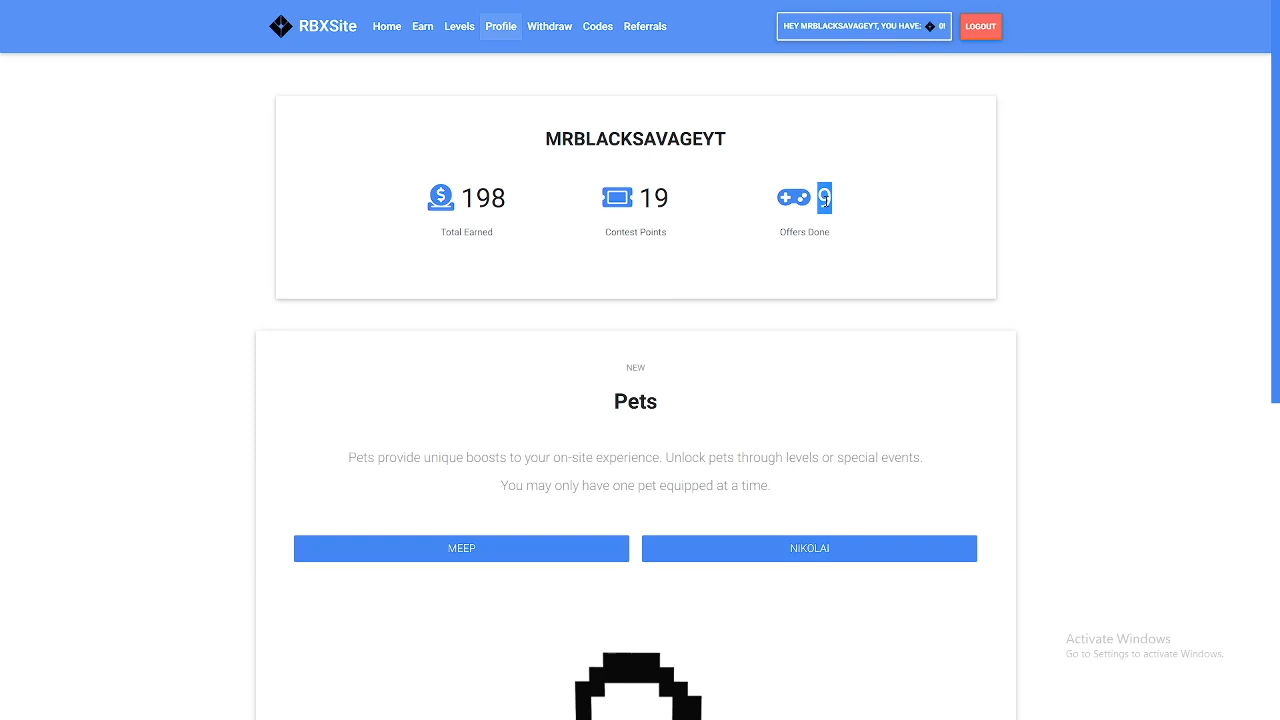 RBXSite
Home
Earn
Levels
Profile
Withdraw
Codes
Referrals
HEY MRBLACKSAVAGEYT, YOU HAVE: 0!
LOGOUT
MRBLACKSAVAGEYT
198
19
9
Total Earned
Contest Points
Offers Done
NEW
Pets
Pets provide unique boosts to your on-site experience. Unlock pets through levels or special events.
You may only have one pet equipped at a time.
MEEP
NIKOLAI
Activate Windows
Go to Settings to activate Windows.